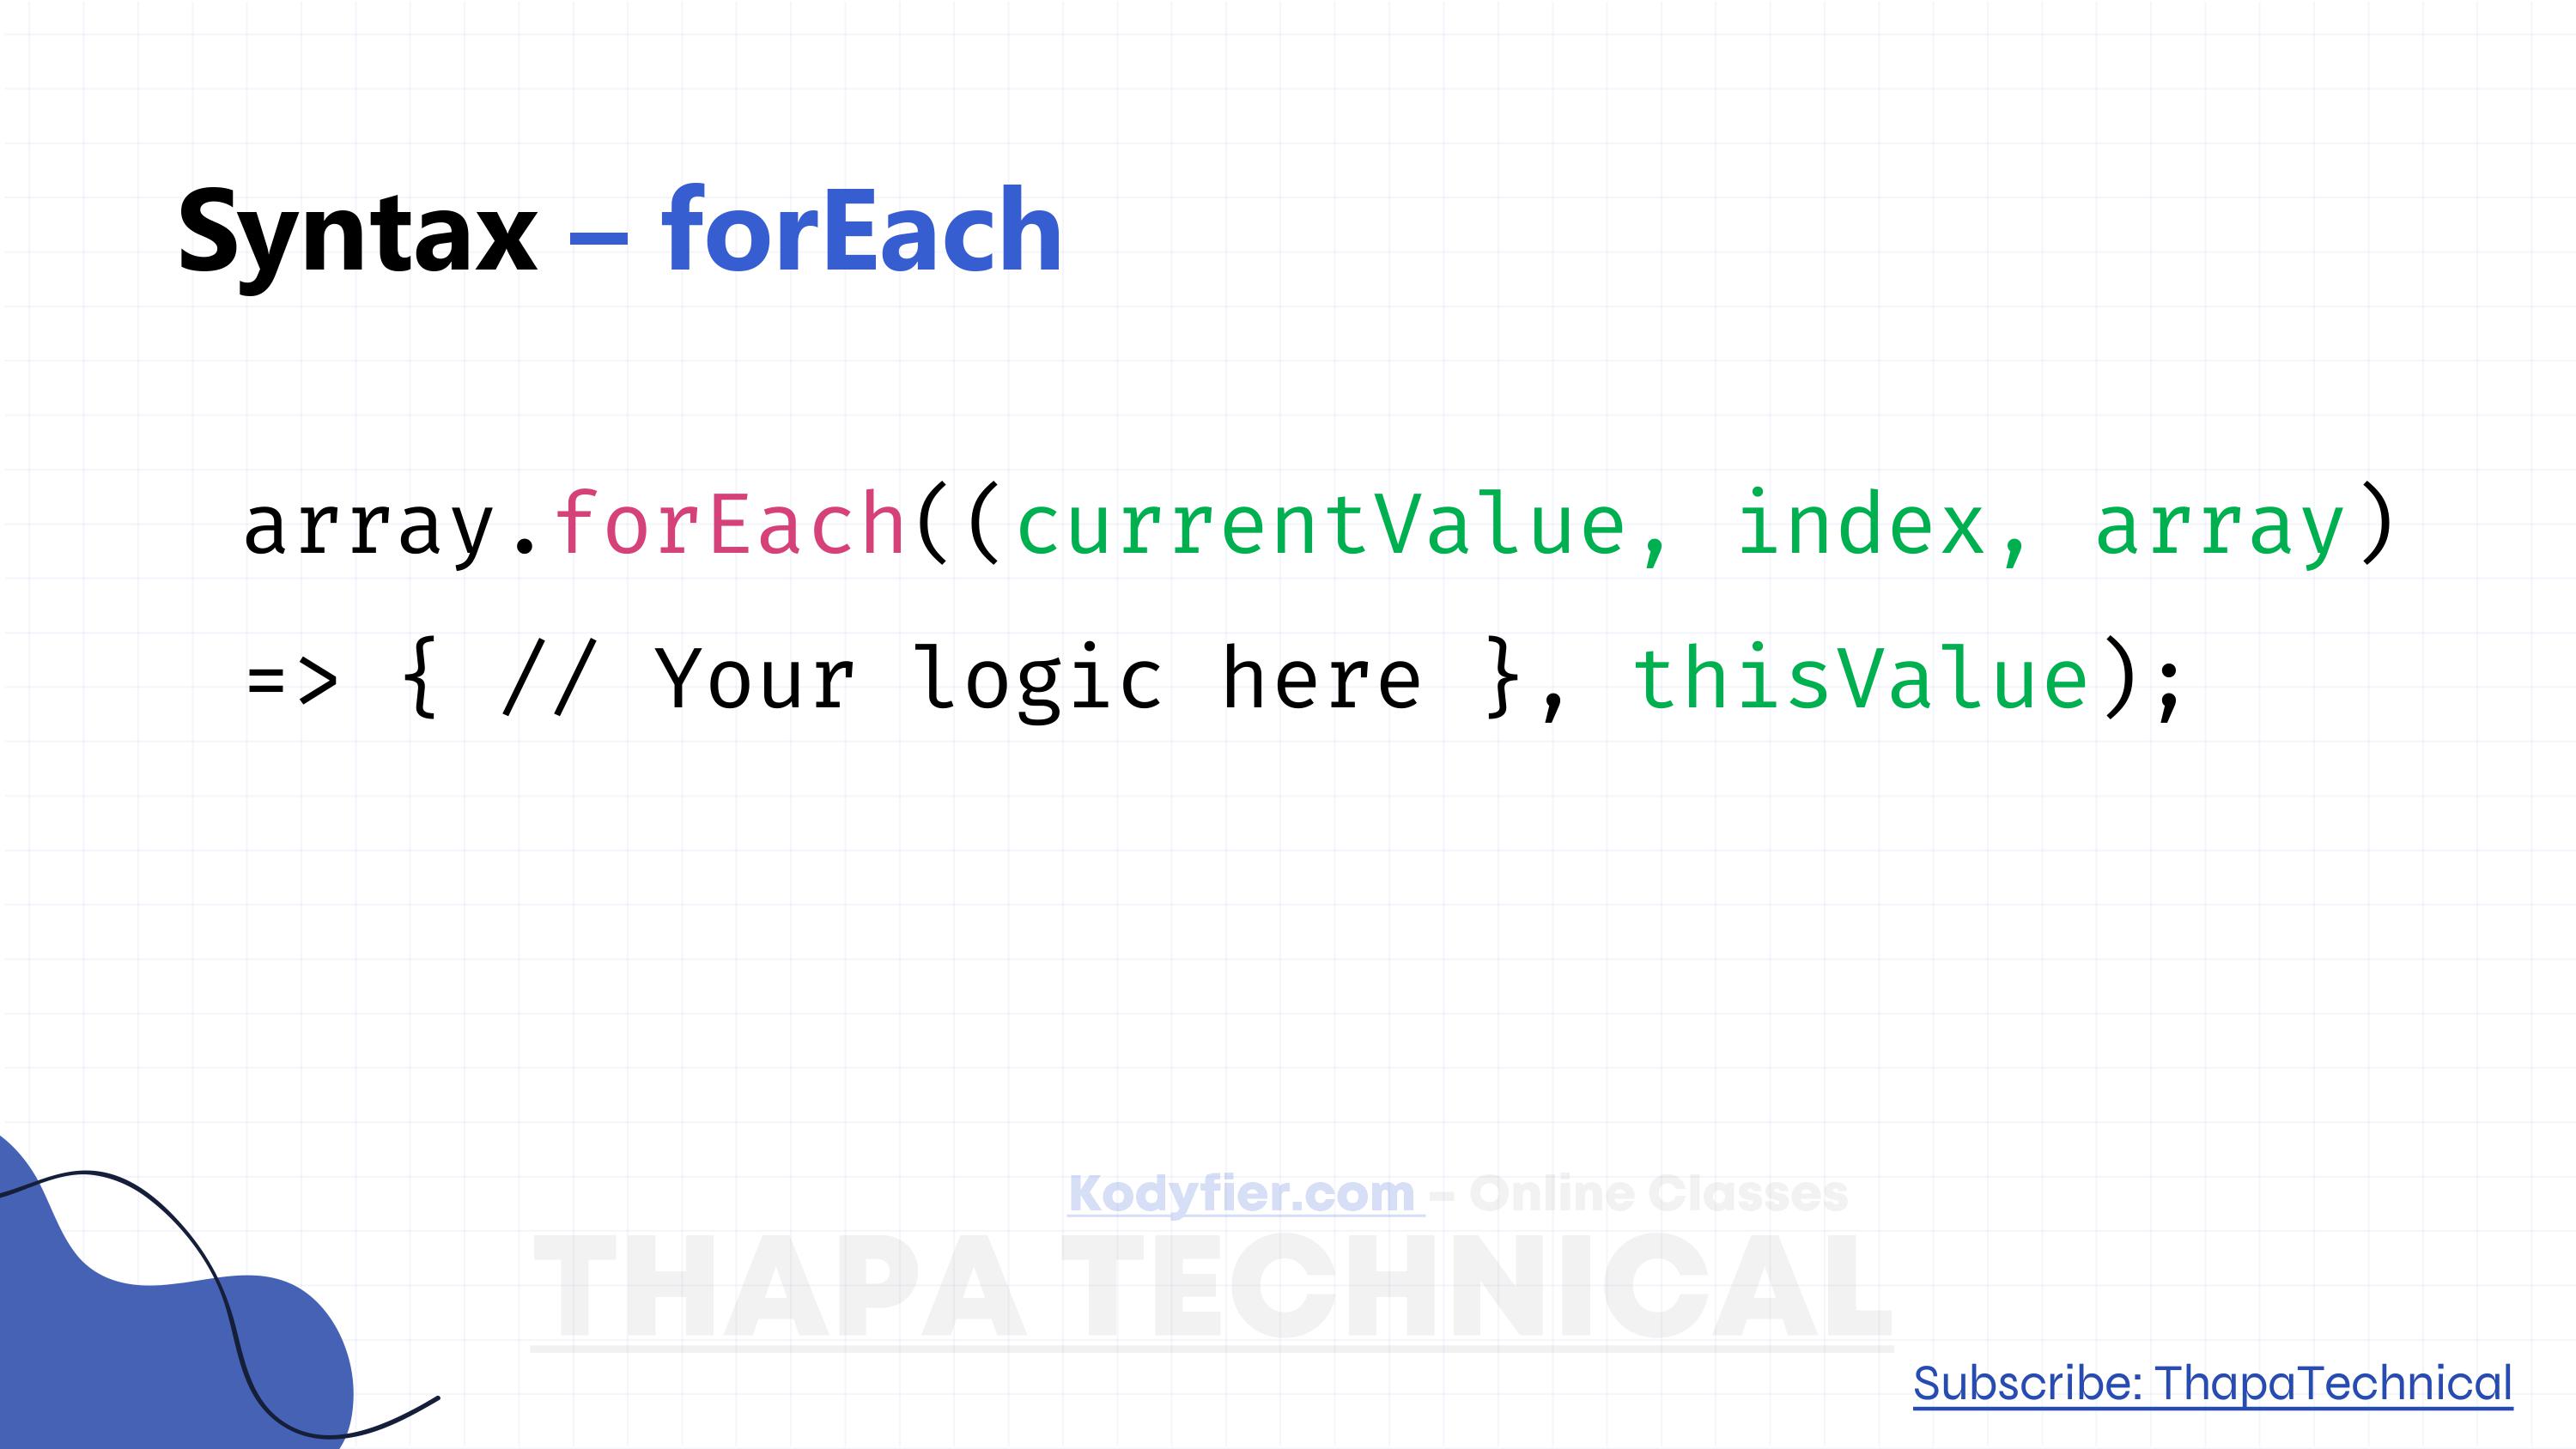 Syntax – forEach
array.forEach((currentValue, index, array)
=> { // Your logic here }, thisValue);
Kodyfier.com – Online Classes
THAPA TECHNICAL
Subscribe: ThapaTechnical